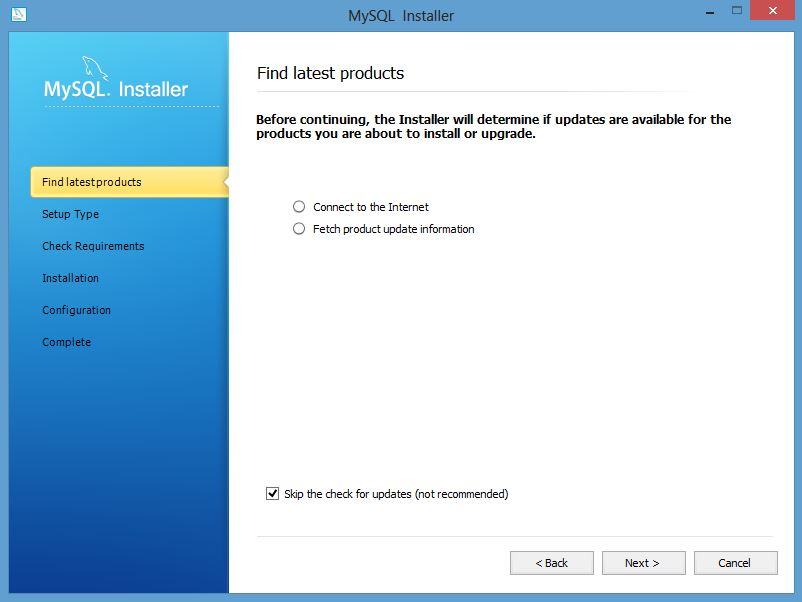 MySQL Installer
MySQL. Installer
Find latest products
Setup Type
Check Requirements
Installation
Configuration
Complete
Find latest products
Before continuing, the Installer will determine if updates are available for the
products you are about to install or upgrade.
Connect to the Internet
Fetch product update information
Skip the check for updates (not recommended)
< Back
Next >
Cancel